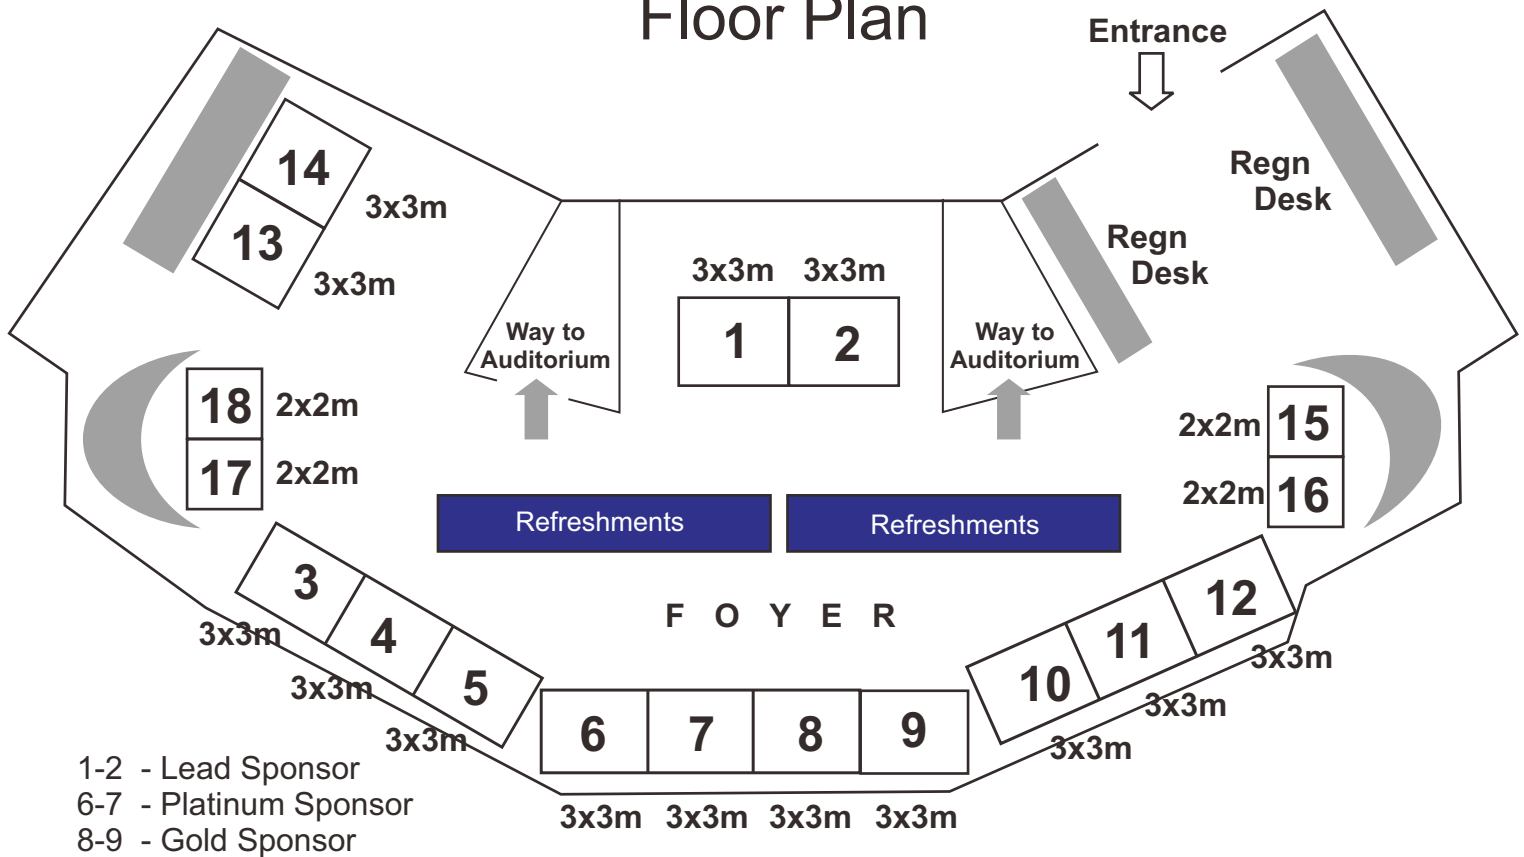 Floor Plan
Entrance
Regn
Desk
Regn
Desk
14
3x3m
13
3x3m
3x3m 3x3m
1 2
Way to
Auditorium
Way to
Auditorium
18 2x2m
17 2x2m
2x2m 15
2x2m 16
Refreshments Refreshments
FOYER
3
3x3m
4
3x3m
5
3x3m
6 7 8 9
3x3m 3x3m 3x3m 3x3m
10
3x3m
11
3x3m
12
3x3m
1-2 - Lead Sponsor
6-7 - Platinum Sponsor
8-9 - Gold Sponsor